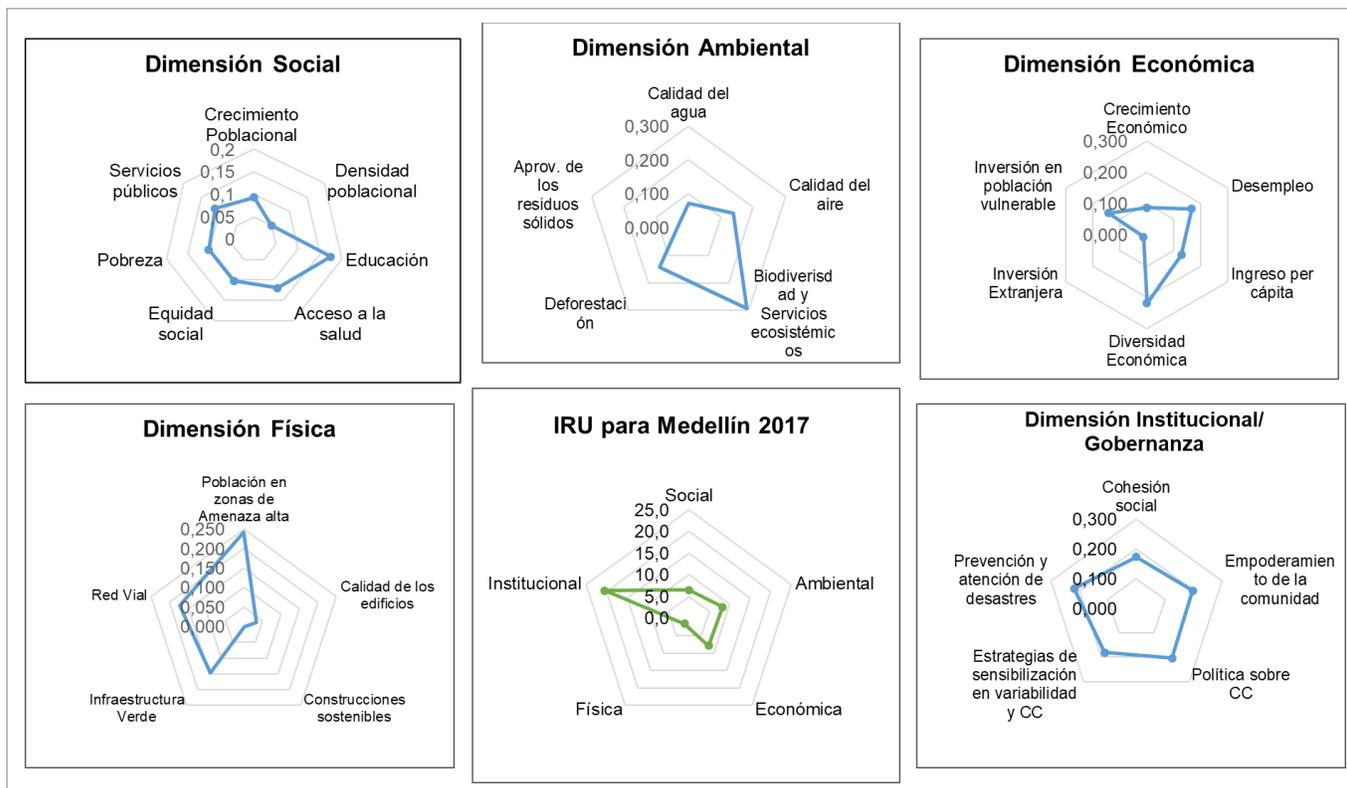 Dimensión Social
Crecimiento
Poblacional
0,2
0,15
0,1
0,05
0
Densidad
poblacional
Educación
Acceso a la
salud
Equidad
social
Pobreza
Servicios
públicos
Dimensión Ambiental
Calidad del
agua
0,300
0,200
0,100
0,000
Calidad del
aire
Biodiverisd
ad y
Servicios
ecosistémic
os
Deforestaci
ón
Aprov. de
los
residuos
sólidos
Dimensión Económica
Crecimiento
Económico
0,300
0,200
0,100
0,000
Desempleo
Ingreso per
cápita
Diversidad
Económica
Inversión
Extranjera
Inversión en
población
vulnerable
Dimensión Física
Población en
zonas de
Amenaza alta
0,250
0,200
0,150
0,100
0,050
0,000
Calidad de los
edificios
Construcciones
sostenibles
Infraestructura
Verde
Red Vial
IRU para Medellín 2017
Social
25,0
20,0
15,0
10,0
5,0
0,0
Ambiental
Económica
Física
Institucional
Dimensión Institucional/
Gobernanza
Cohesión
social
0,300
0,200
0,100
0,000
Empoderamien
to de la
comunidad
Política sobre
CC
Estrategias de
sensibilización
en variabilidad
y CC
Prevención y
atención de
desastres